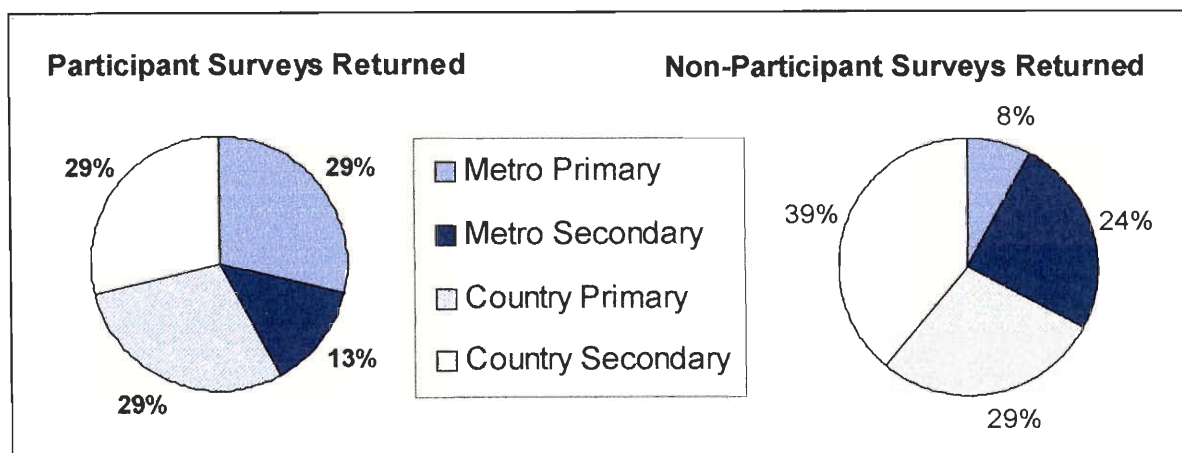 Participant Surveys Returned
29%
29%
13%
29%
Metro Primary
Metro Secondary
Country Primary
Country Secondary
Non-Participant Surveys Returned
8%
39%
24%
29%